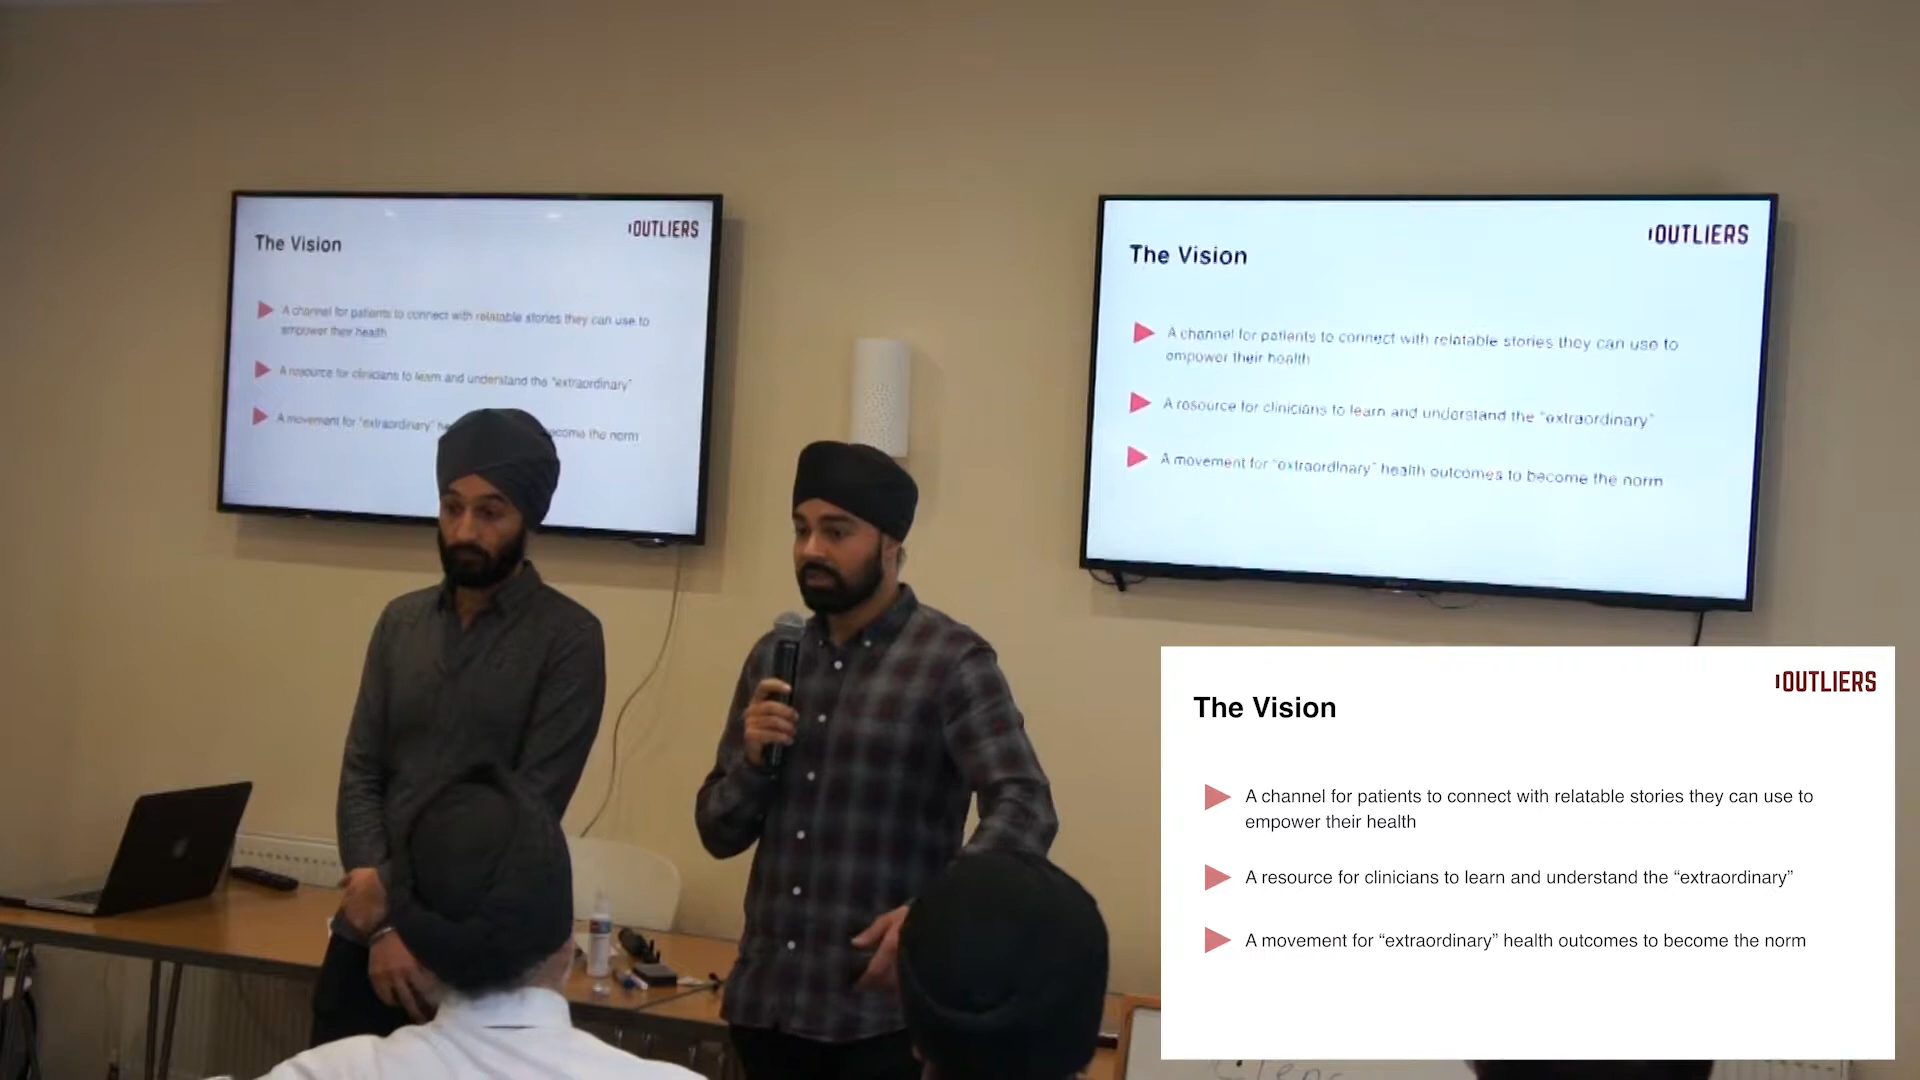 The Vision
OUTLIERS
A channel for patients to connect with relatable stories they can use to
empower their health
A resource for clinicians to learn and understand the “extraordinary”
A movement for “extraordinary” he
ecome the norm
The Vision
OUTLIERS
A channel for patients to connect with relatable stories they can use to
empower their health
A resource for clinicians to learn and understand the “extraordinary”
A movement for “extraordinary” health outcomes to become the norm
OUTLIERS
The Vision
A channel for patients to connect with relatable stories they can use to
empower their health
A resource for clinicians to learn and understand the “extraordinary”
A movement for “extraordinary” health outcomes to become the norm